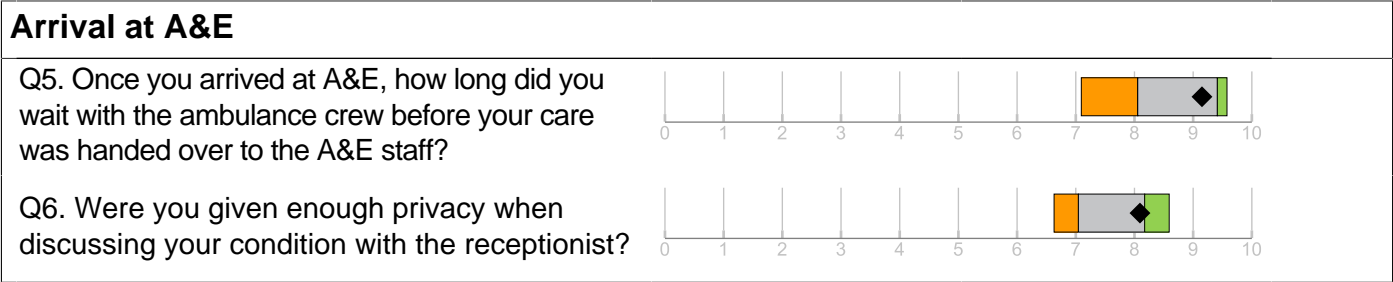 Arrival at A&E
Q5. Once you arrived at A&E, how long did you
wait with the ambulance crew before your care
was handed over to the A&E staff?
0 1 2 3 4 5 6 7 8 9 10
Q6. Were you given enough privacy when
discussing your condition with the receptionist?
0 1 2 3 4 5 6 7 8 9 10